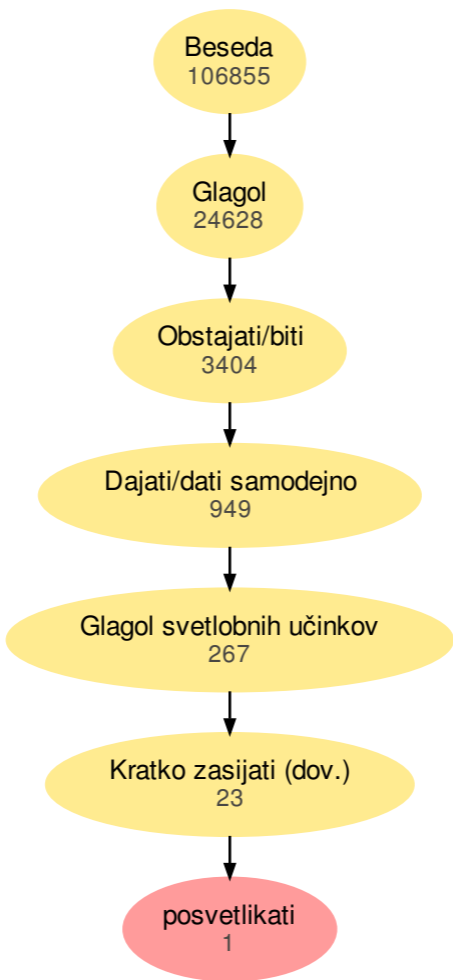 Beseda
106855
Glagol
24628
Obstajati/biti
3404
Dajati/dati samodejno
949
Glagol svetlobnih učinkov
267
Kratko zasijati (dov.)
23
posvetlikati
1